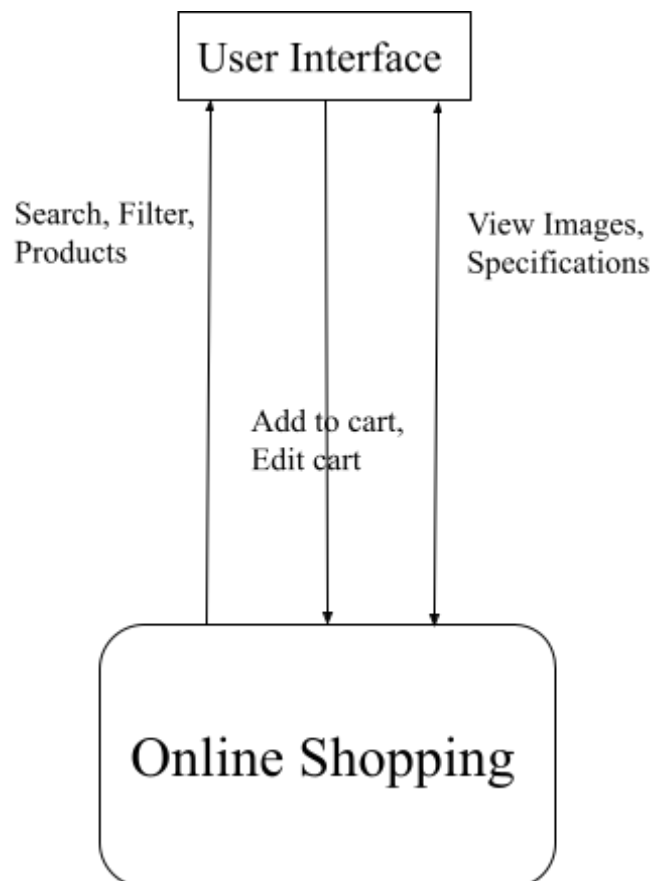 User Interface
Search, Filter,
Products
View Images,
Specifications
Add to cart,
Edit cart
Online Shopping